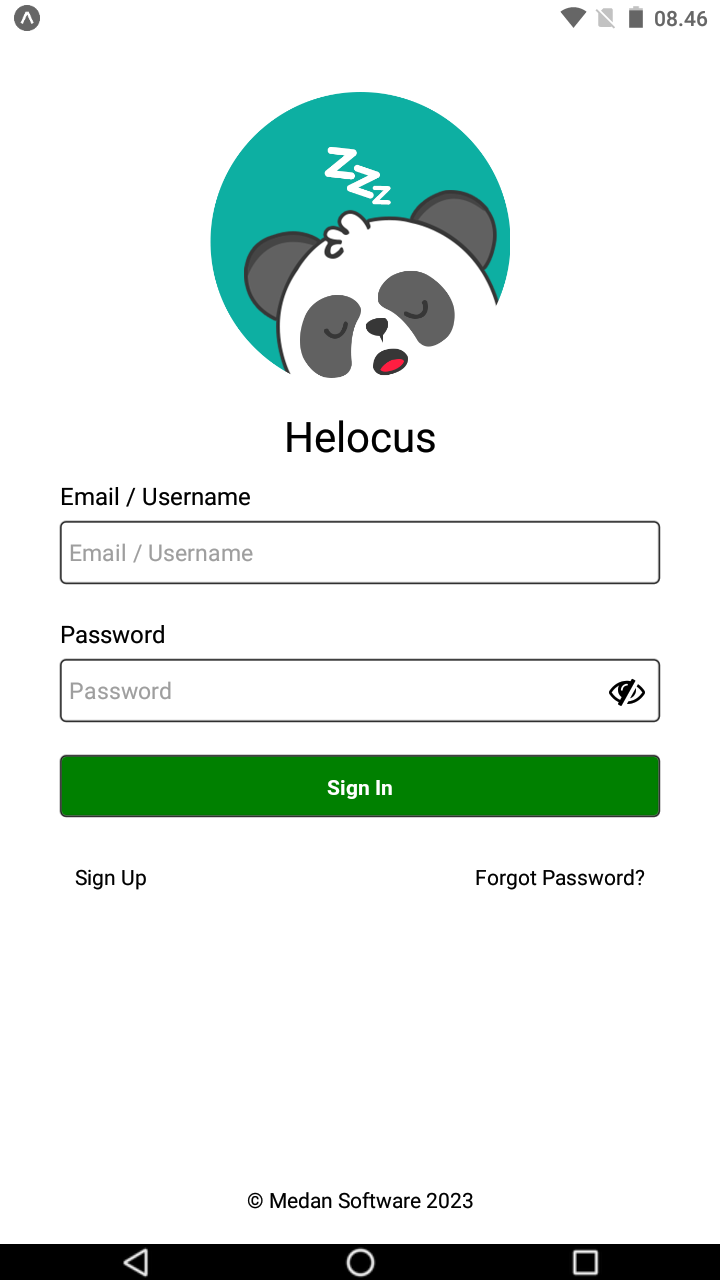 08.46
ZZZ
Helocus
Email / Username
Email / Username
Password
Password
Sign In
Sign Up
Forgot Password?
© Medan Software 2023